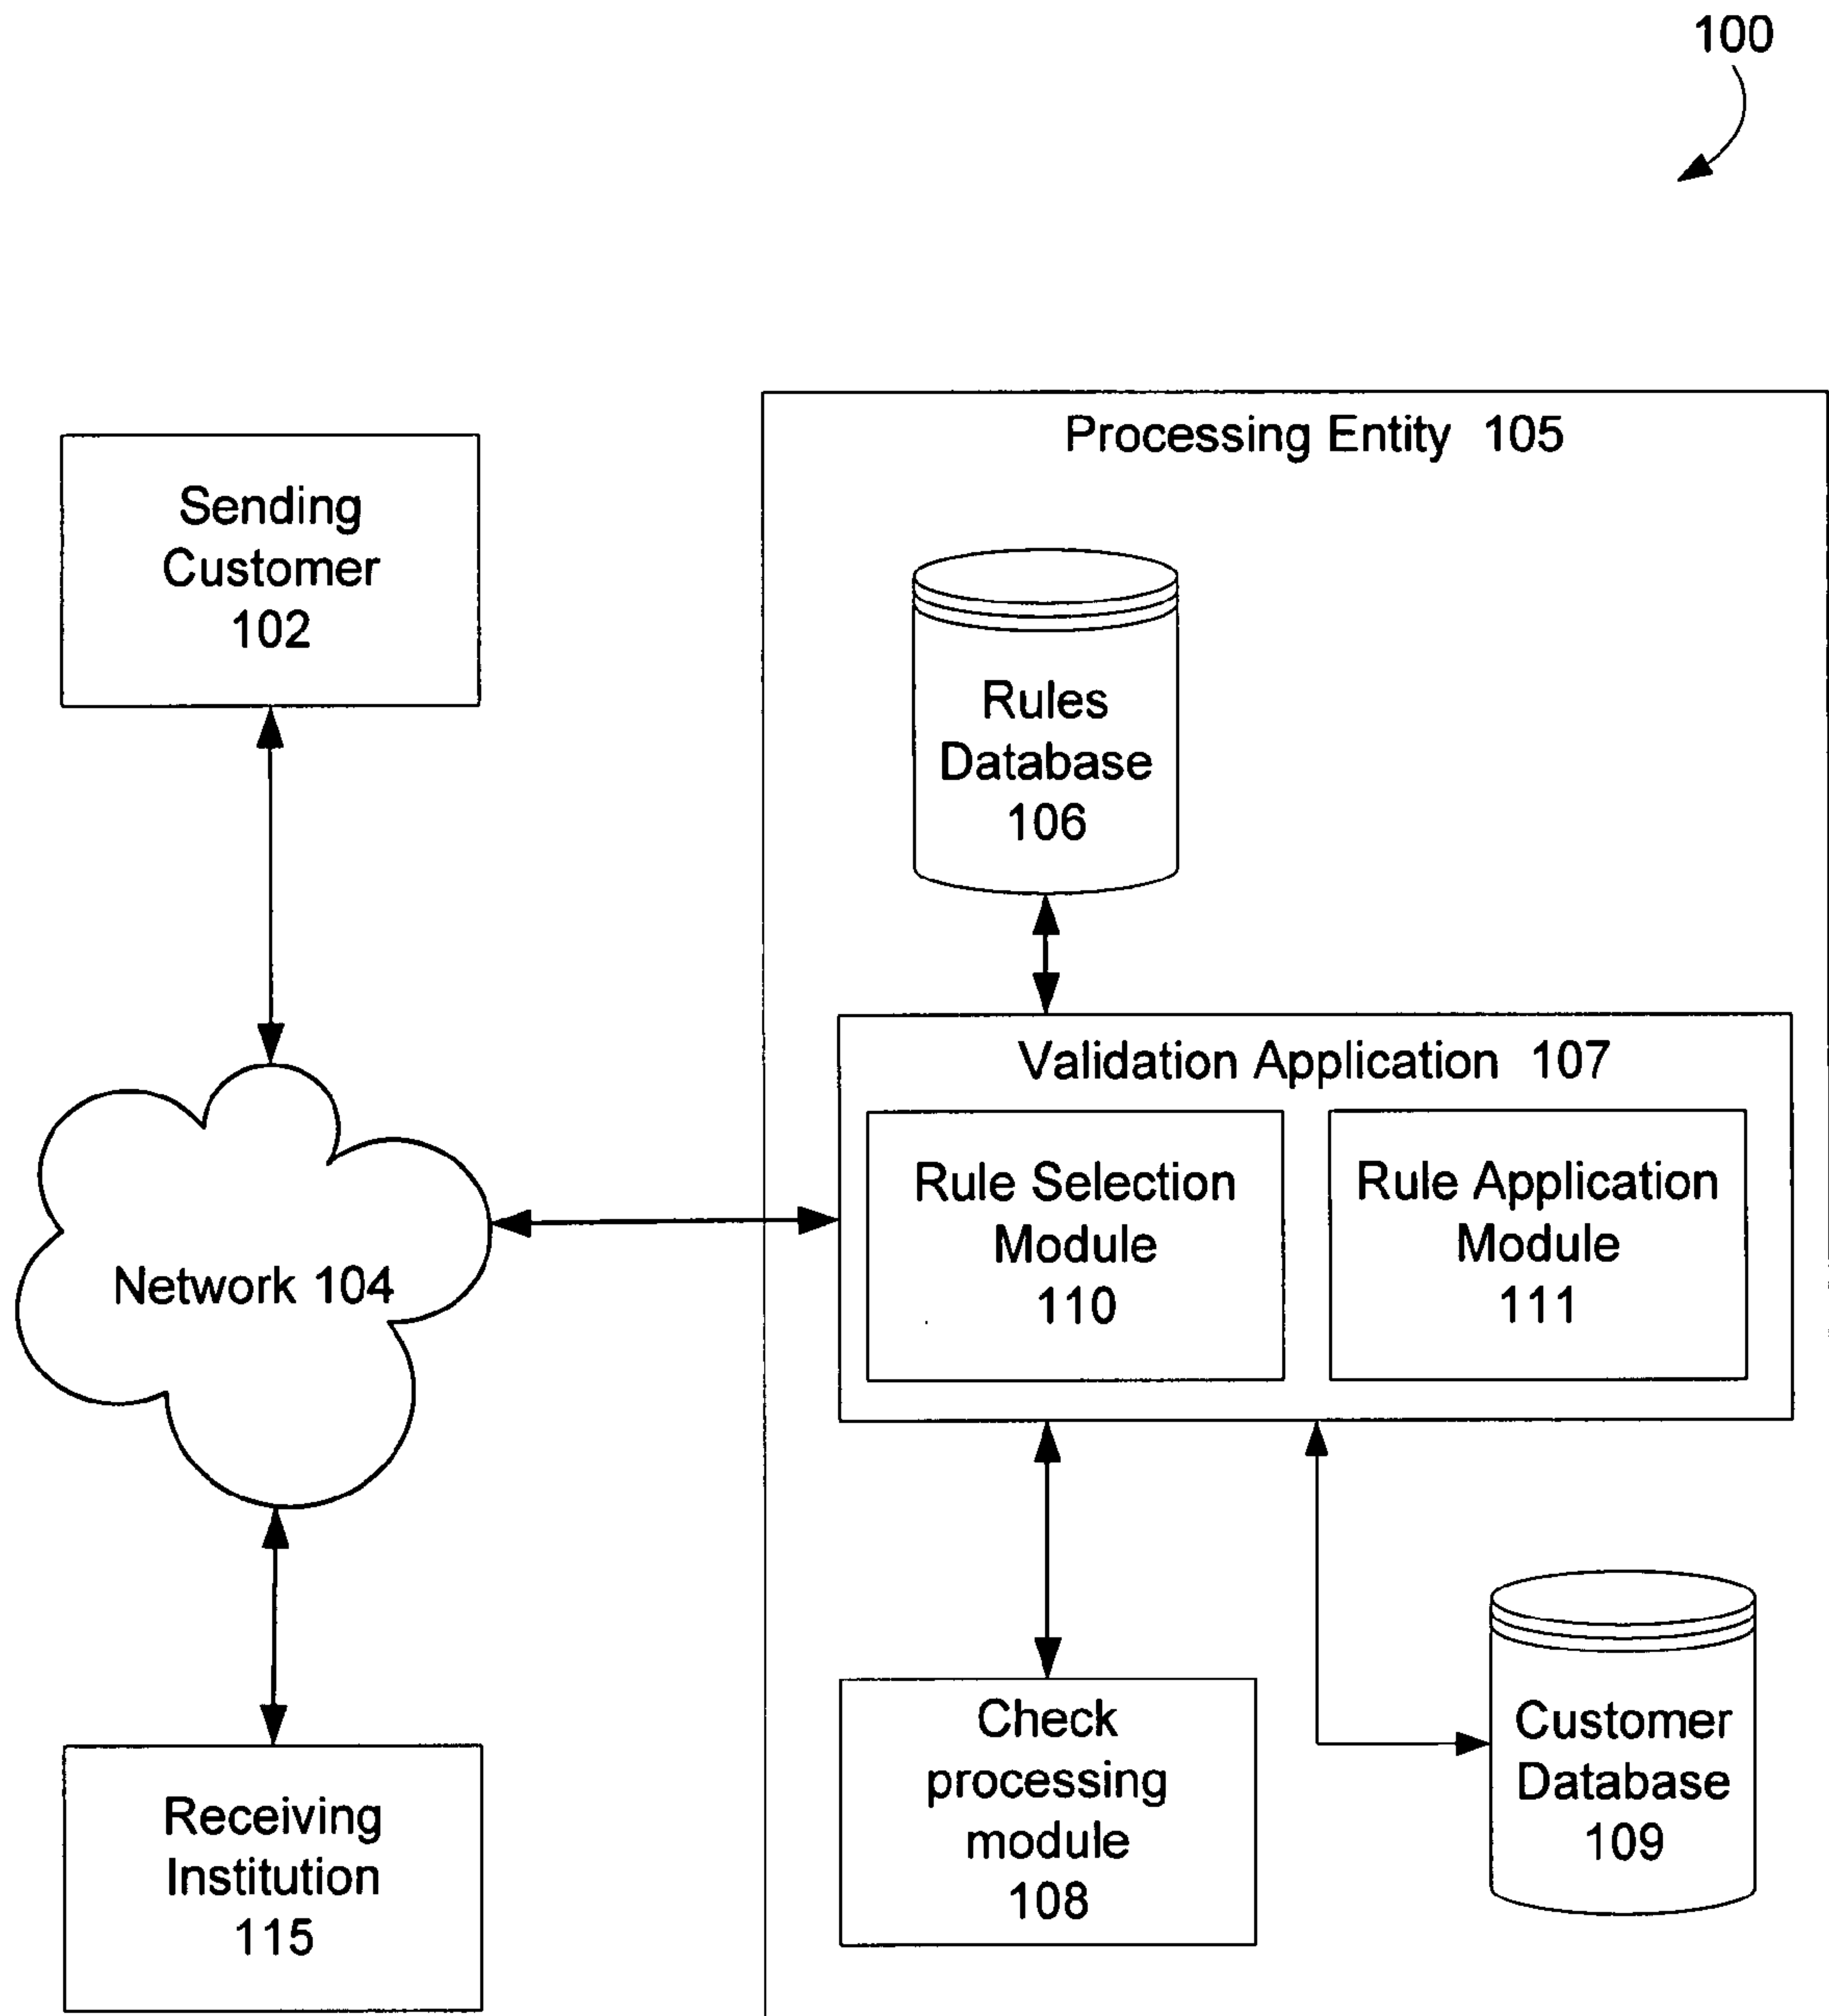 100
Processing Entity 105
Sending
Customer
102
Rules
Database
106
Validation Application 107
Rule Selection
Module
110
Rule Application
Module
111
Network 104
Check
processing
module
108
Customer
Database
109
Receiving
Institution
115